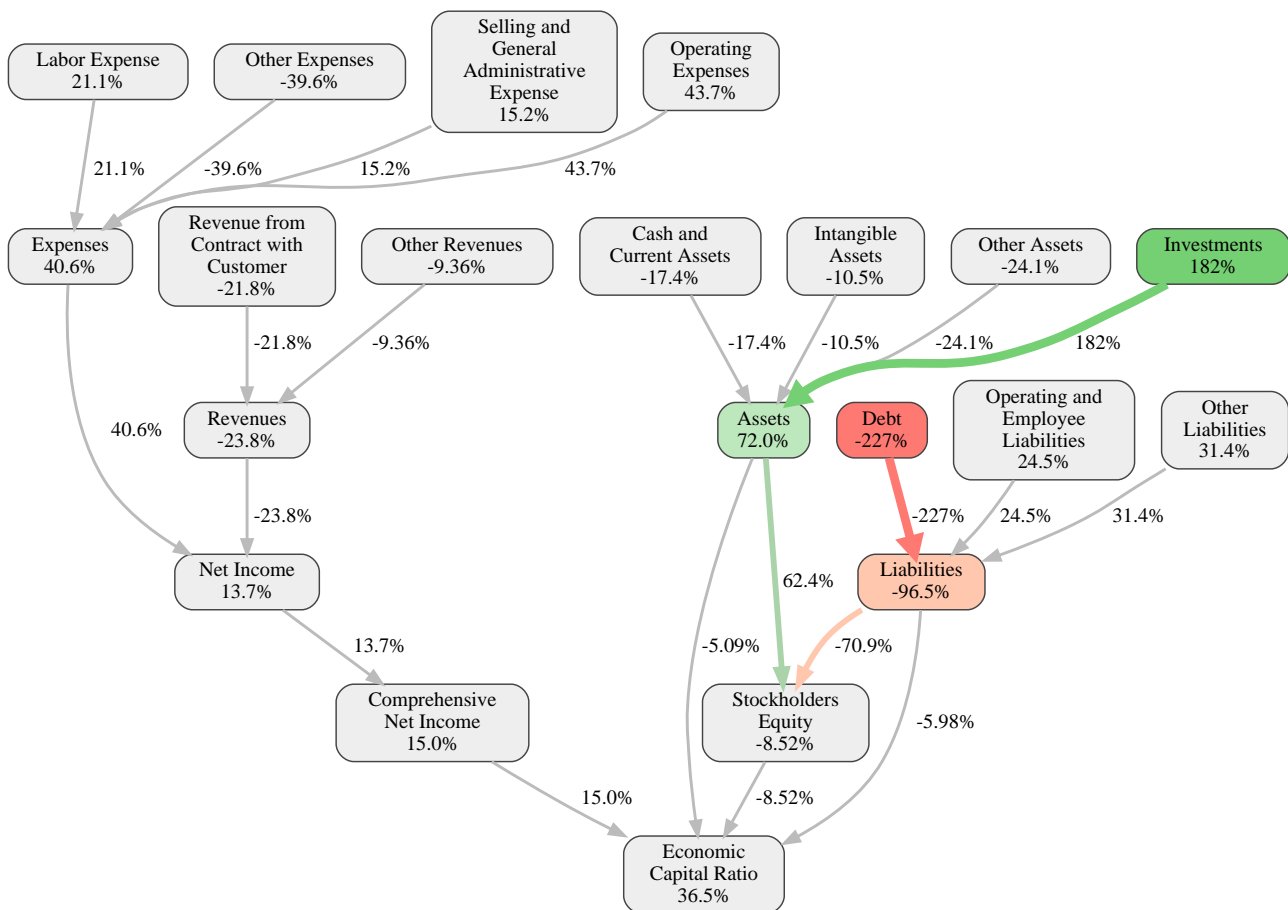 Labor Expense
21.1%
Other Expenses
-39.6%
Selling and
General
Administrative
Expense
15.2%
Operating
Expenses
43.7%
21.1%
-39.6%
15.2%
43.7%
Expenses
40.6%
Revenue from
Contract with
Customer
-21.8%
Other Revenues
-9.36%
Cash and
Current Assets
-17.4%
Intangible
Assets
-10.5%
Other Assets
-24.1%
Investments
182%
-21.8%
-9.36%
-17.4%
-10.5%
-24.1%
182%
40.6%
Revenues
-23.8%
Assets
72.0%
Debt
-227%
Operating and
Employee
Liabilities
24.5%
Other
Liabilities
31.4%
-23.8%
-227%
24.5%
31.4%
Net Income
13.7%
62.4%
Liabilities
-96.5%
13.7%
-5.09%
-70.9%
Comprehensive
Net Income
15.0%
Stockholders
Equity
-8.52%
-5.98%
15.0%
-8.52%
Economic
Capital Ratio
36.5%